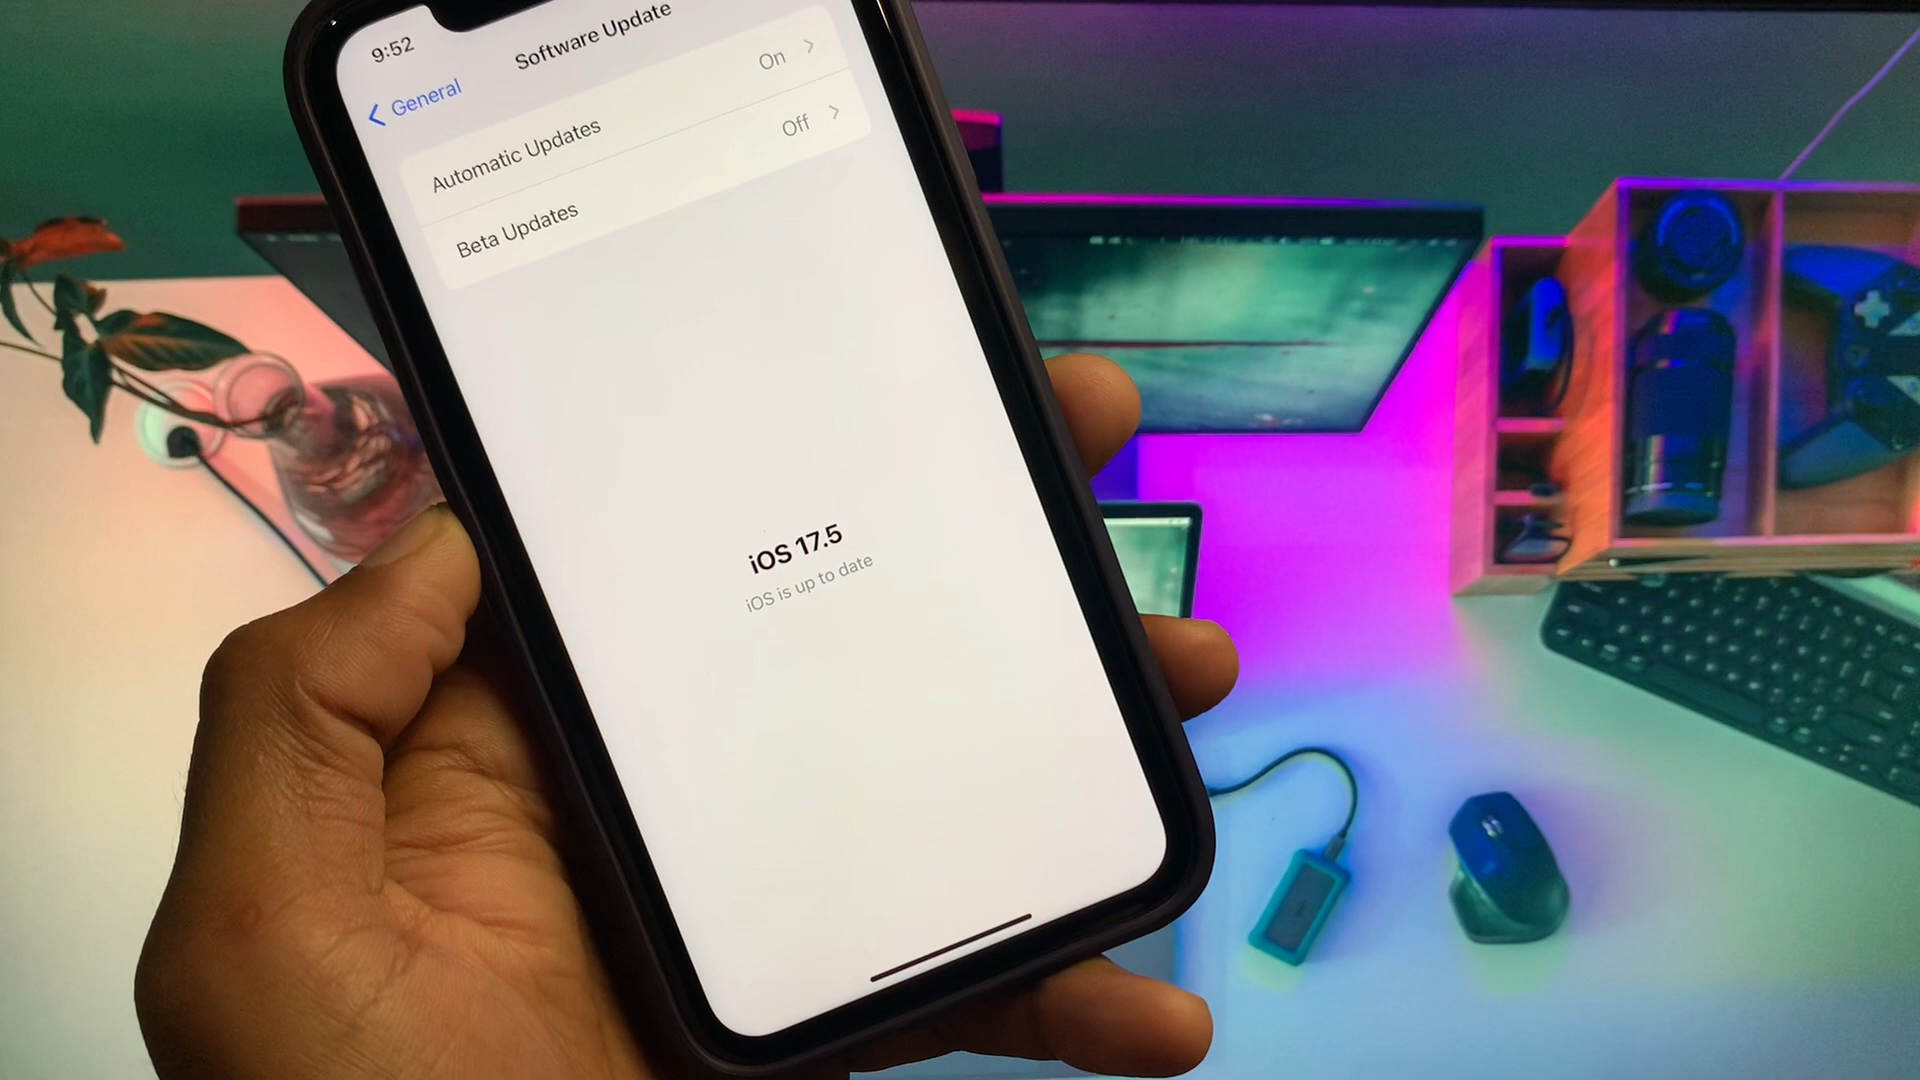 9:52
Software Update
General
Automatic Updates On
Beta Updates Off
iOS 17.5
iOS is up to date